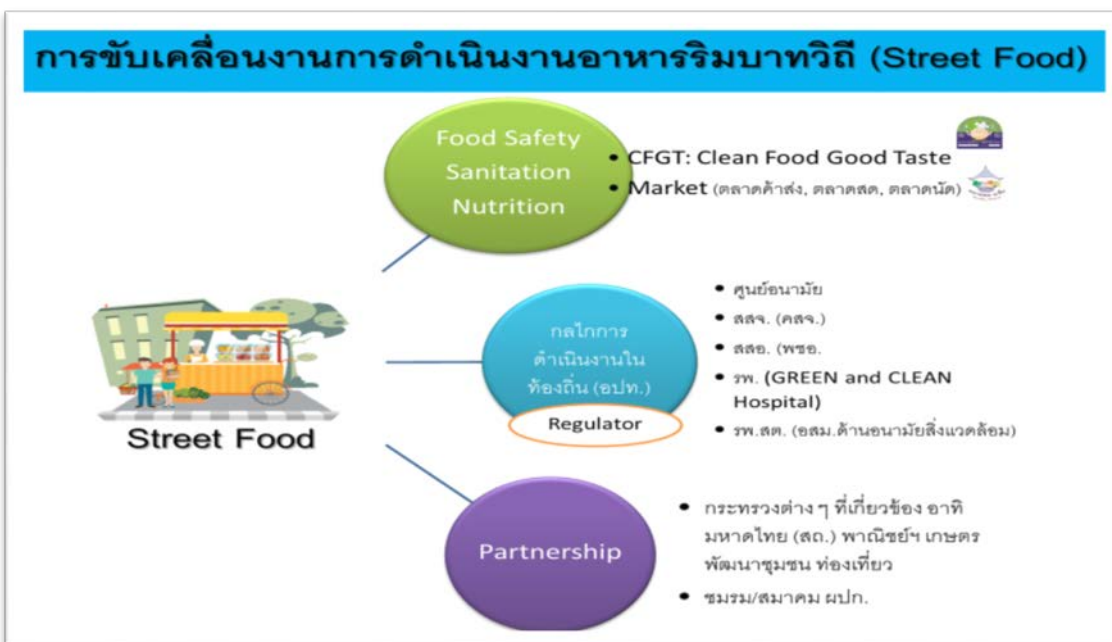 การขับเคลื่อนงานการดำเนินงานอาหารริมบาทวิถี (Street Food)
Food Safety
Sanitation
Nutrition
• CFGT: Clean Food Good Taste
• Market (ตลาดค้าส่ง, ตลาดสด, ตลาดนัด)
Street Food
กลไกการ
ดำเนินงานใน
ท้องถิ่น (อปท.)
Regulator
• ศูนย์อนามัย
• สสจ. (คสจ.)
• สสอ. (พชอ.
• รพ. (GREEN and CLEAN
Hospital)
• รพ.สต. (อสม.ด้านอนามัยสิ่งแวดล้อม)
Partnership
• กระทรวงต่าง ๆ ที่เกี่ยวข้อง อาทิ
มหาดไทย (สถ.) พาณิชย์ฯ เกษตร
พัฒนาชุมชน ท่องเที่ยว
• ชมรม/สมาคม ผปก.